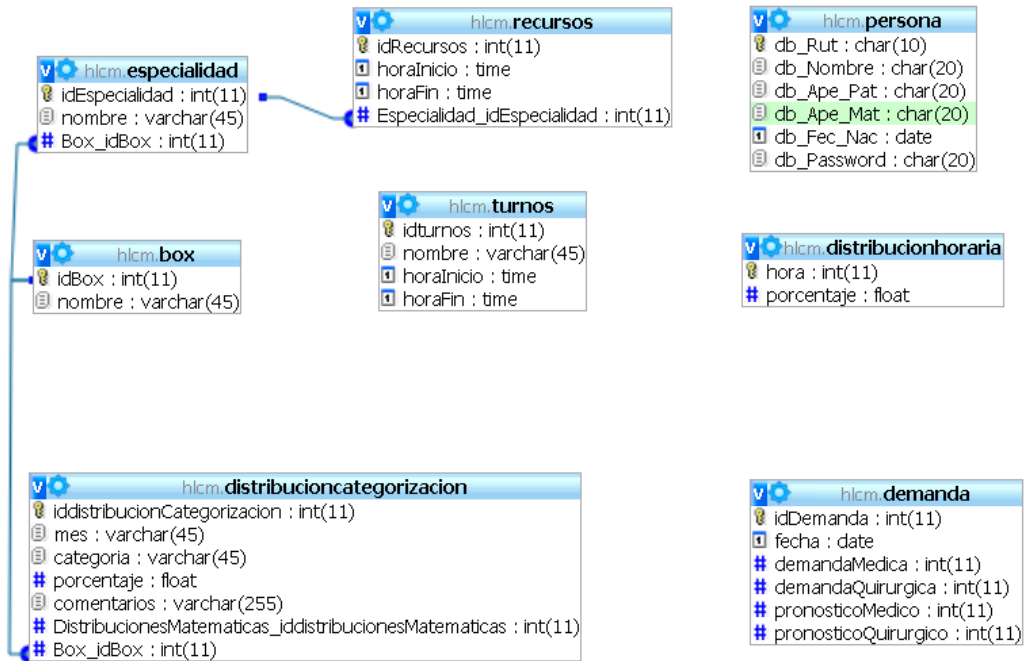 hlcm.especialidad
idEspecialidad : int(11)
nombre : varchar(45)
# Box_idBox : int(11)
hlcm.recursos
idRecursos : int(11)
horaInicio : time
horaFin : time
# Especialidad_idEspecialidad : int(11)
hlcm.persona
db_Rut : char(10)
db_Nombre : char(20)
db_Ape_Pat : char(20)
db_Ape_Mat : char(20)
db_Fec_Nac : date
db_Password : char(20)
hlcm.box
idBox : int(11)
nombre : varchar(45)
hlcm.turnos
idturnos : int(11)
nombre : varchar(45)
horaInicio : time
horaFin : time
hlcm.distribucionhoraria
hora : int(11)
# porcentaje : float
hlcm.distribucioncategorizacion
iddistribucionCategorizacion : int(11)
mes : varchar(45)
categoria : varchar(45)
# porcentaje : float
comentarios : varchar(255)
# DistribucionesMatematicas_iddistribucionesMatematicas : int(11)
# Box_idBox : int(11)
hlcm.demanda
idDemanda : int(11)
fecha : date
# demandaMedica : int(11)
# demandaQuirurgica : int(11)
# pronosticoMedico : int(11)
# pronosticoQuirurgico : int(11)